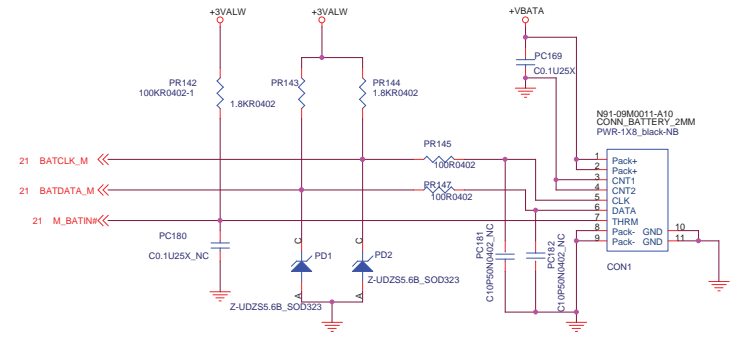 +3VALW
+3VALW
+VBATA
PR142
100KR0402-1
PR143
1.8KR0402
PR144
1.8KR0402
PC169
C0.1U25X
N91-09M0011-A10
CONN_BATTERY_2MM
PWR-1X8_black-NB
PR145
100R0402
21 BATCLK_M
21 BATDATA_M
PR147
100R0402
21 M_BATIN#
1 Pack+
2 Pack+
3 CNT1
4 CNT2
5 CLK
6 DATA
7 THRM
8 Pack- GND 10
9 Pack- GND 11
CON1
PC180
C0.1U25X_NC
C
A
PD1
Z-UDZS5.6B_SOD323
C
A
PD2
Z-UDZS5.6B_SOD323
PC181
C10P50N0402_NC
PC182
C10P50N0402_NC